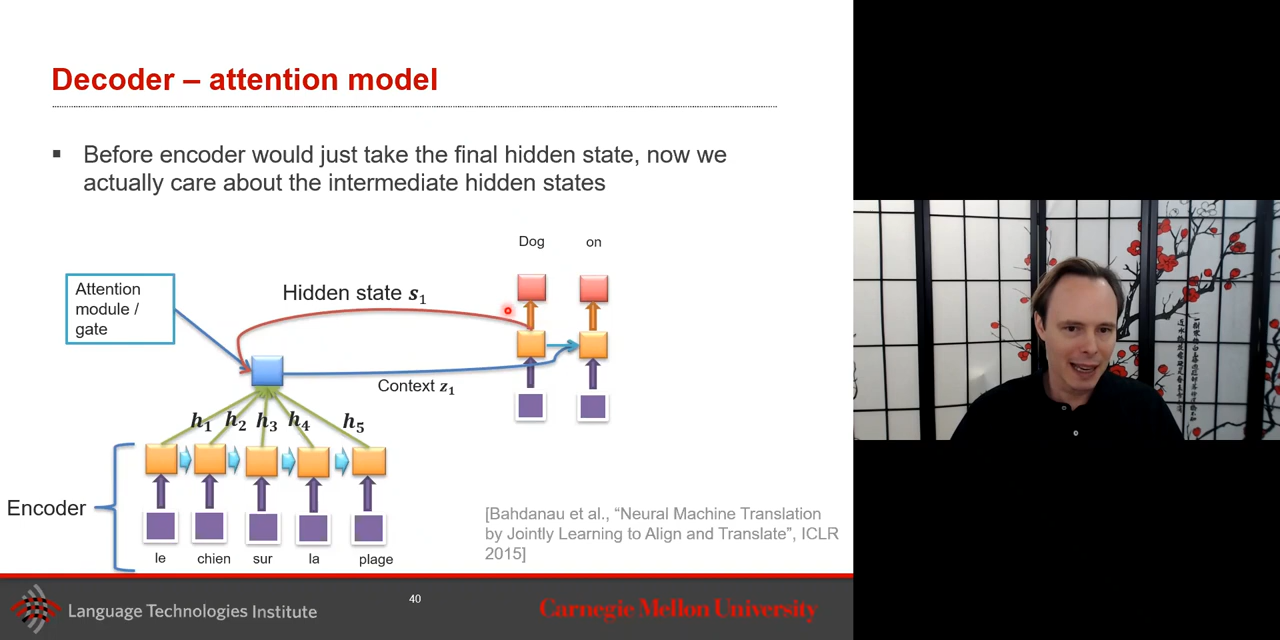 Decoder – attention model
▪ Before encoder would just take the final hidden state, now we
actually care about the intermediate hidden states
Dog on
Attention
module /
gate
Hidden state s₁
Context z₁
h₁ h₂ h₃ h₄ h₅
Encoder
le chien sur la plage
[Bahdanau et al., “Neural Machine Translation
by Jointly Learning to Align and Translate”, ICLR
2015]
Language Technologies Institute
40
Carnegie Mellon University